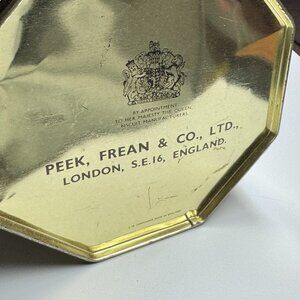 BY APPOINTMENT
TO HER MAJESTY THE QUEEN,
BISCUIT MANUFACTURERS
PEEK, FREAN & CO., LTD.,
LONDON, S.E.16, ENGLAND.